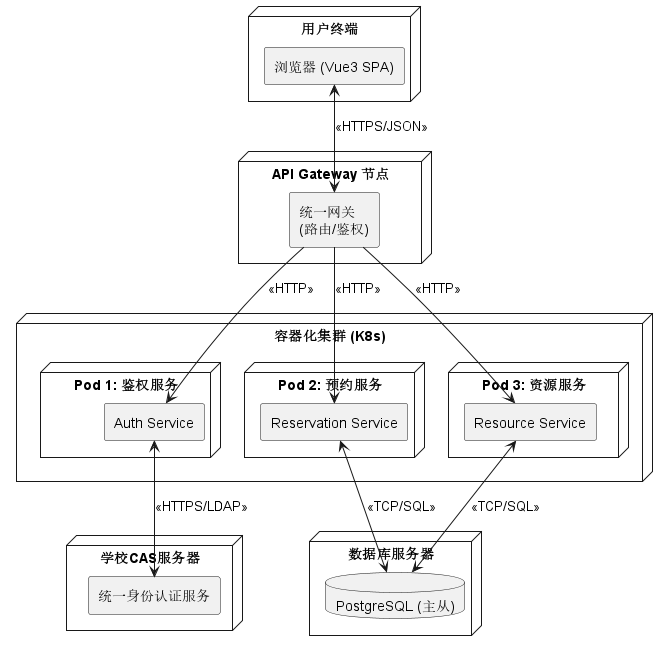 用户终端
浏览器 (Vue3 SPA)
«HTTPS/JSON»
API Gateway 节点
统一网关
(路由/鉴权)
«HTTP»
«HTTP»
«HTTP»
容器化集群 (K8s)
Pod 1: 鉴权服务
Pod 2: 预约服务
Pod 3: 资源服务
Auth Service
Reservation Service
Resource Service
«HTTPS/LDAP»
«TCP/SQL»
«TCP/SQL»
学校CAS服务器
数据库服务器
统一身份认证服务
PostgreSQL (主从)